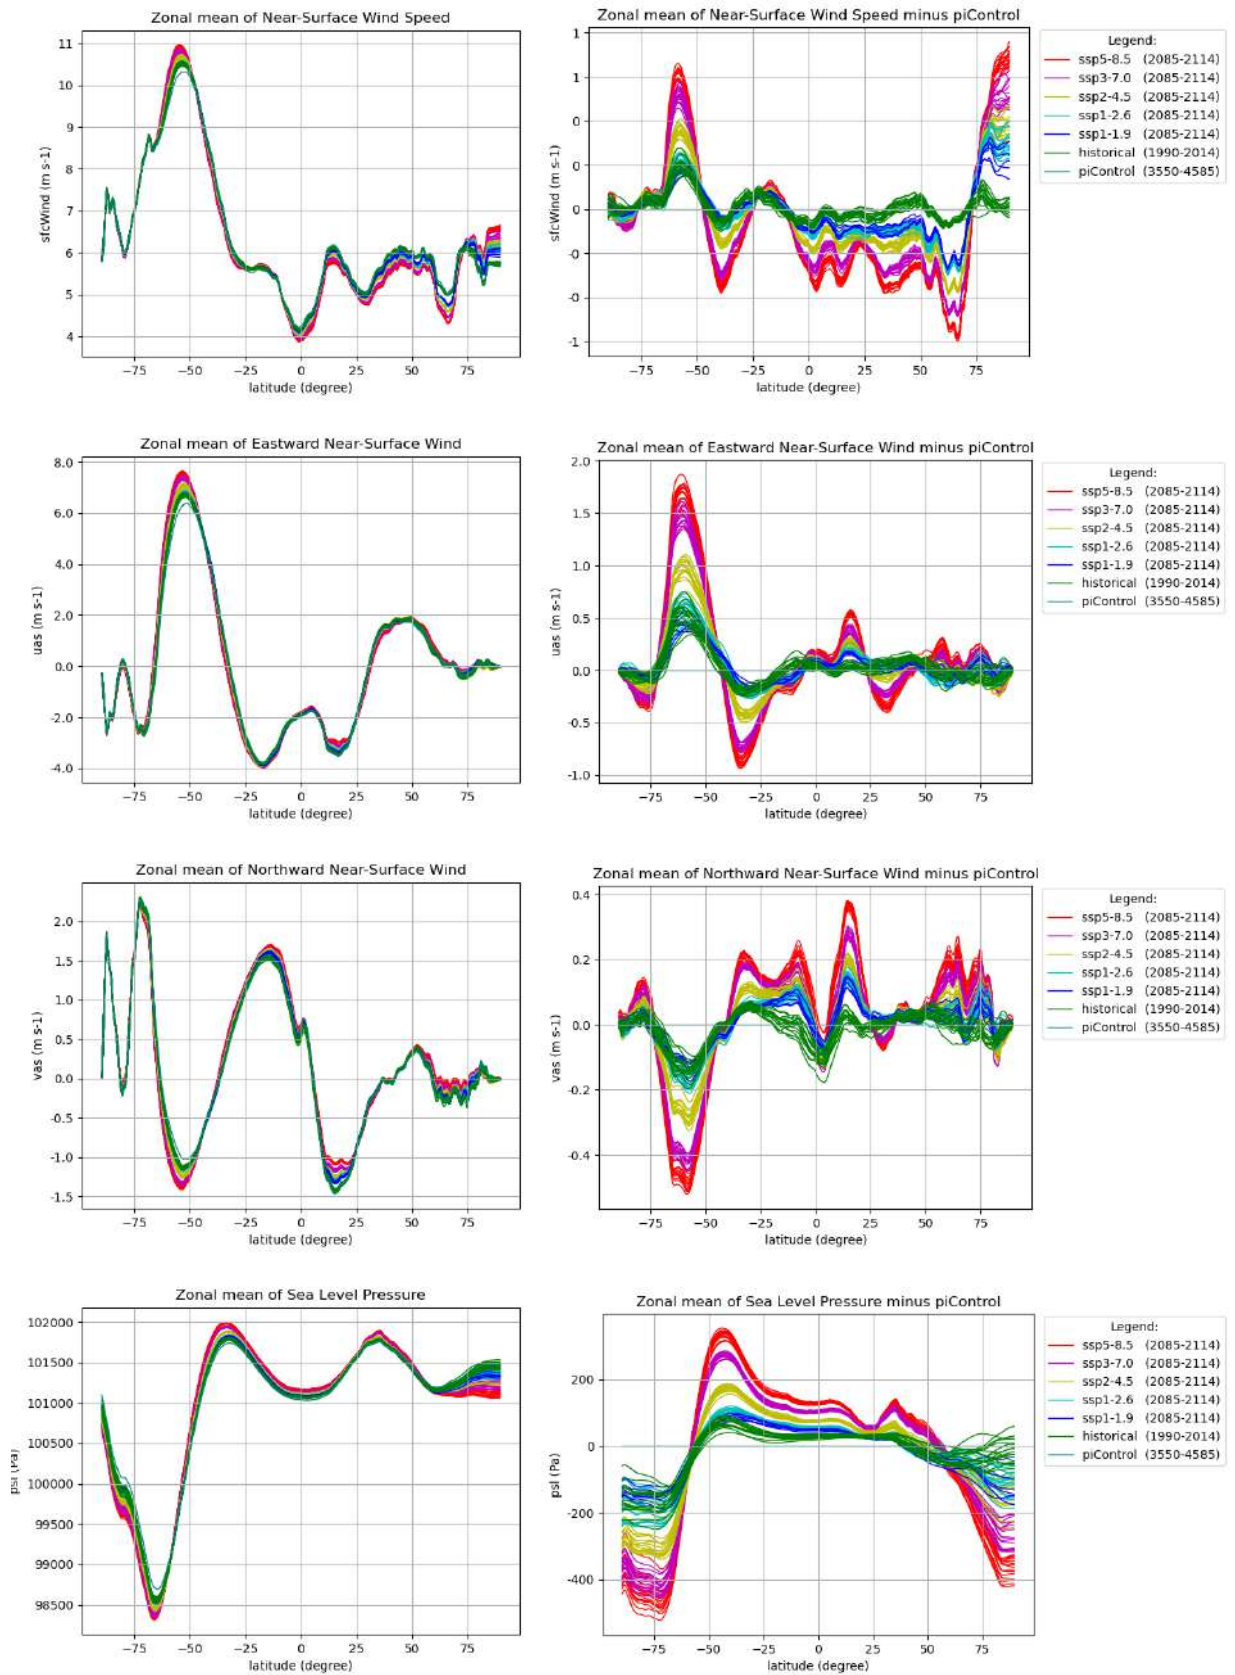 Zonal mean of Near-Surface Wind Speed
11
10
9
8
7
6
5
4
sfcWind (m s-1)
−75 −50 −25 0 25 50 75
latitude (degree)
Zonal mean of Near-Surface Wind Speed minus piControl
1
1
0
0
0
-0
-0
-1
sfcWind (m s-1)
−75 −50 −25 0 25 50 75
latitude (degree)
Legend:
ssp5-8.5 (2085-2114)
ssp3-7.0 (2085-2114)
ssp2-4.5 (2085-2114)
ssp1-2.6 (2085-2114)
ssp1-1.9 (2085-2114)
historical (1990-2014)
piControl (3550-4585)
Zonal mean of Eastward Near-Surface Wind
8.0
6.0
4.0
2.0
0.0
-2.0
-4.0
uas (m s-1)
−75 −50 −25 0 25 50 75
latitude (degree)
Zonal mean of Eastward Near-Surface Wind minus piControl
2.0
1.5
1.0
0.5
0.0
-0.5
-1.0
uas (m s-1)
−75 −50 −25 0 25 50 75
latitude (degree)
Legend:
ssp5-8.5 (2085-2114)
ssp3-7.0 (2085-2114)
ssp2-4.5 (2085-2114)
ssp1-2.6 (2085-2114)
ssp1-1.9 (2085-2114)
historical (1990-2014)
piControl (3550-4585)
Zonal mean of Northward Near-Surface Wind
2.0
1.5
1.0
0.5
0.0
-0.5
-1.0
-1.5
vas (m s-1)
−75 −50 −25 0 25 50 75
latitude (degree)
Zonal mean of Northward Near-Surface Wind minus piControl
0.4
0.2
0.0
-0.2
-0.4
vas (m s-1)
−75 −50 −25 0 25 50 75
latitude (degree)
Legend:
ssp5-8.5 (2085-2114)
ssp3-7.0 (2085-2114)
ssp2-4.5 (2085-2114)
ssp1-2.6 (2085-2114)
ssp1-1.9 (2085-2114)
historical (1990-2014)
piControl (3550-4585)
Zonal mean of Sea Level Pressure
102000
101500
101000
100500
100000
99500
99000
98500
psl (Pa)
−75 −50 −25 0 25 50 75
latitude (degree)
Zonal mean of Sea Level Pressure minus piControl
200
0
-200
-400
psl (Pa)
−75 −50 −25 0 25 50 75
latitude (degree)
Legend:
ssp5-8.5 (2085-2114)
ssp3-7.0 (2085-2114)
ssp2-4.5 (2085-2114)
ssp1-2.6 (2085-2114)
ssp1-1.9 (2085-2114)
historical (1990-2014)
piControl (3550-4585)